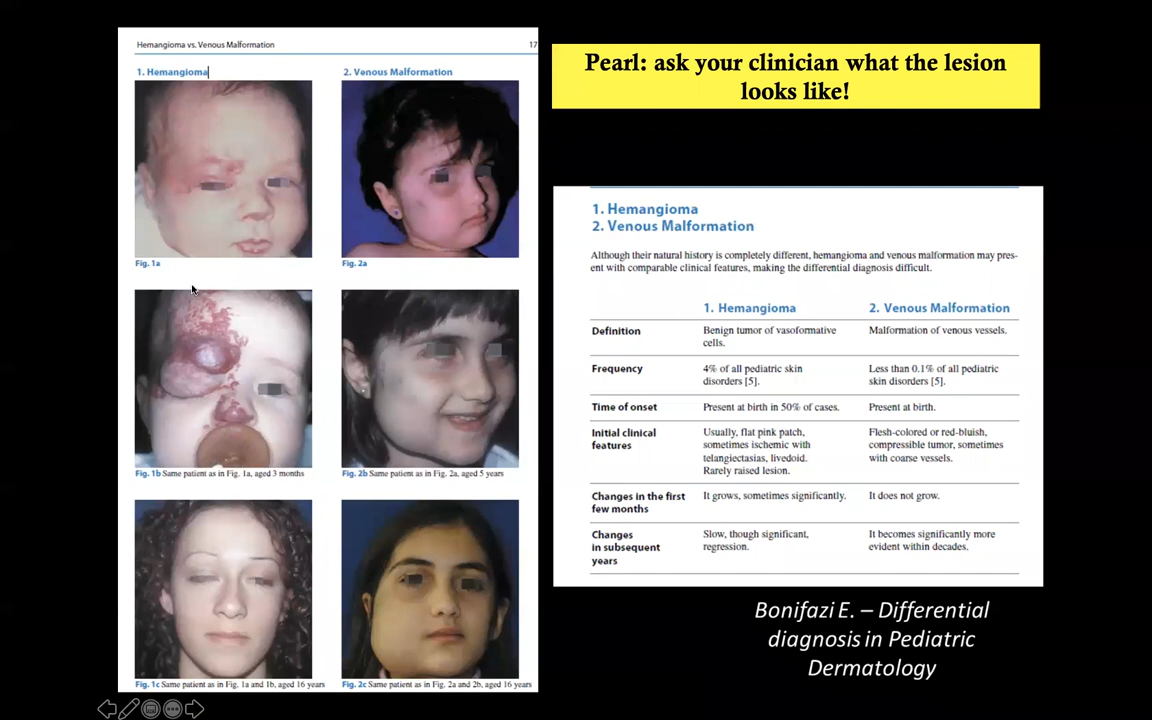 Hemangioma vs. Venous Malformation
17
1. Hemangioma
2. Venous Malformation
Fig. 1a
Fig. 2a
Fig. 1b Same patient as in Fig. 1a, aged 3 months
Fig. 2b Same patient as in Fig. 2a, aged 5 years
Fig. 1c Same patient as in Fig. 1a and 1b, aged 16 years
Fig. 2c Same patient as in Fig. 2a and 2b, aged 16 years
Pearl: ask your clinician what the lesion
looks like!
1. Hemangioma
2. Venous Malformation
Although their natural history is completely different, hemangioma and venous malformation may pres-
ent with comparable clinical features, making the differential diagnosis difficult.
1. Hemangioma
2. Venous Malformation
Definition
Benign tumor of vasoformative
cells.
Malformation of venous vessels.
Frequency
4% of all pediatric skin
disorders [5].
Less than 0.1% of all pediatric
skin disorders [5].
Time of onset
Present at birth in 50% of cases.
Present at birth.
Initial clinical
features
Usually, flat pink patch,
sometimes ischemic with
telangiectasias, livedoid.
Rarely raised lesion.
Flesh-colored or red-bluish,
compressible tumor, sometimes
with coarse vessels.
Changes in the first
few months
It grows, sometimes significantly.
It does not grow.
Changes
in subsequent
years
Slow, though significant,
regression.
It becomes significantly more
evident within decades.
Bonifazi E. – Differential
diagnosis in Pediatric
Dermatology